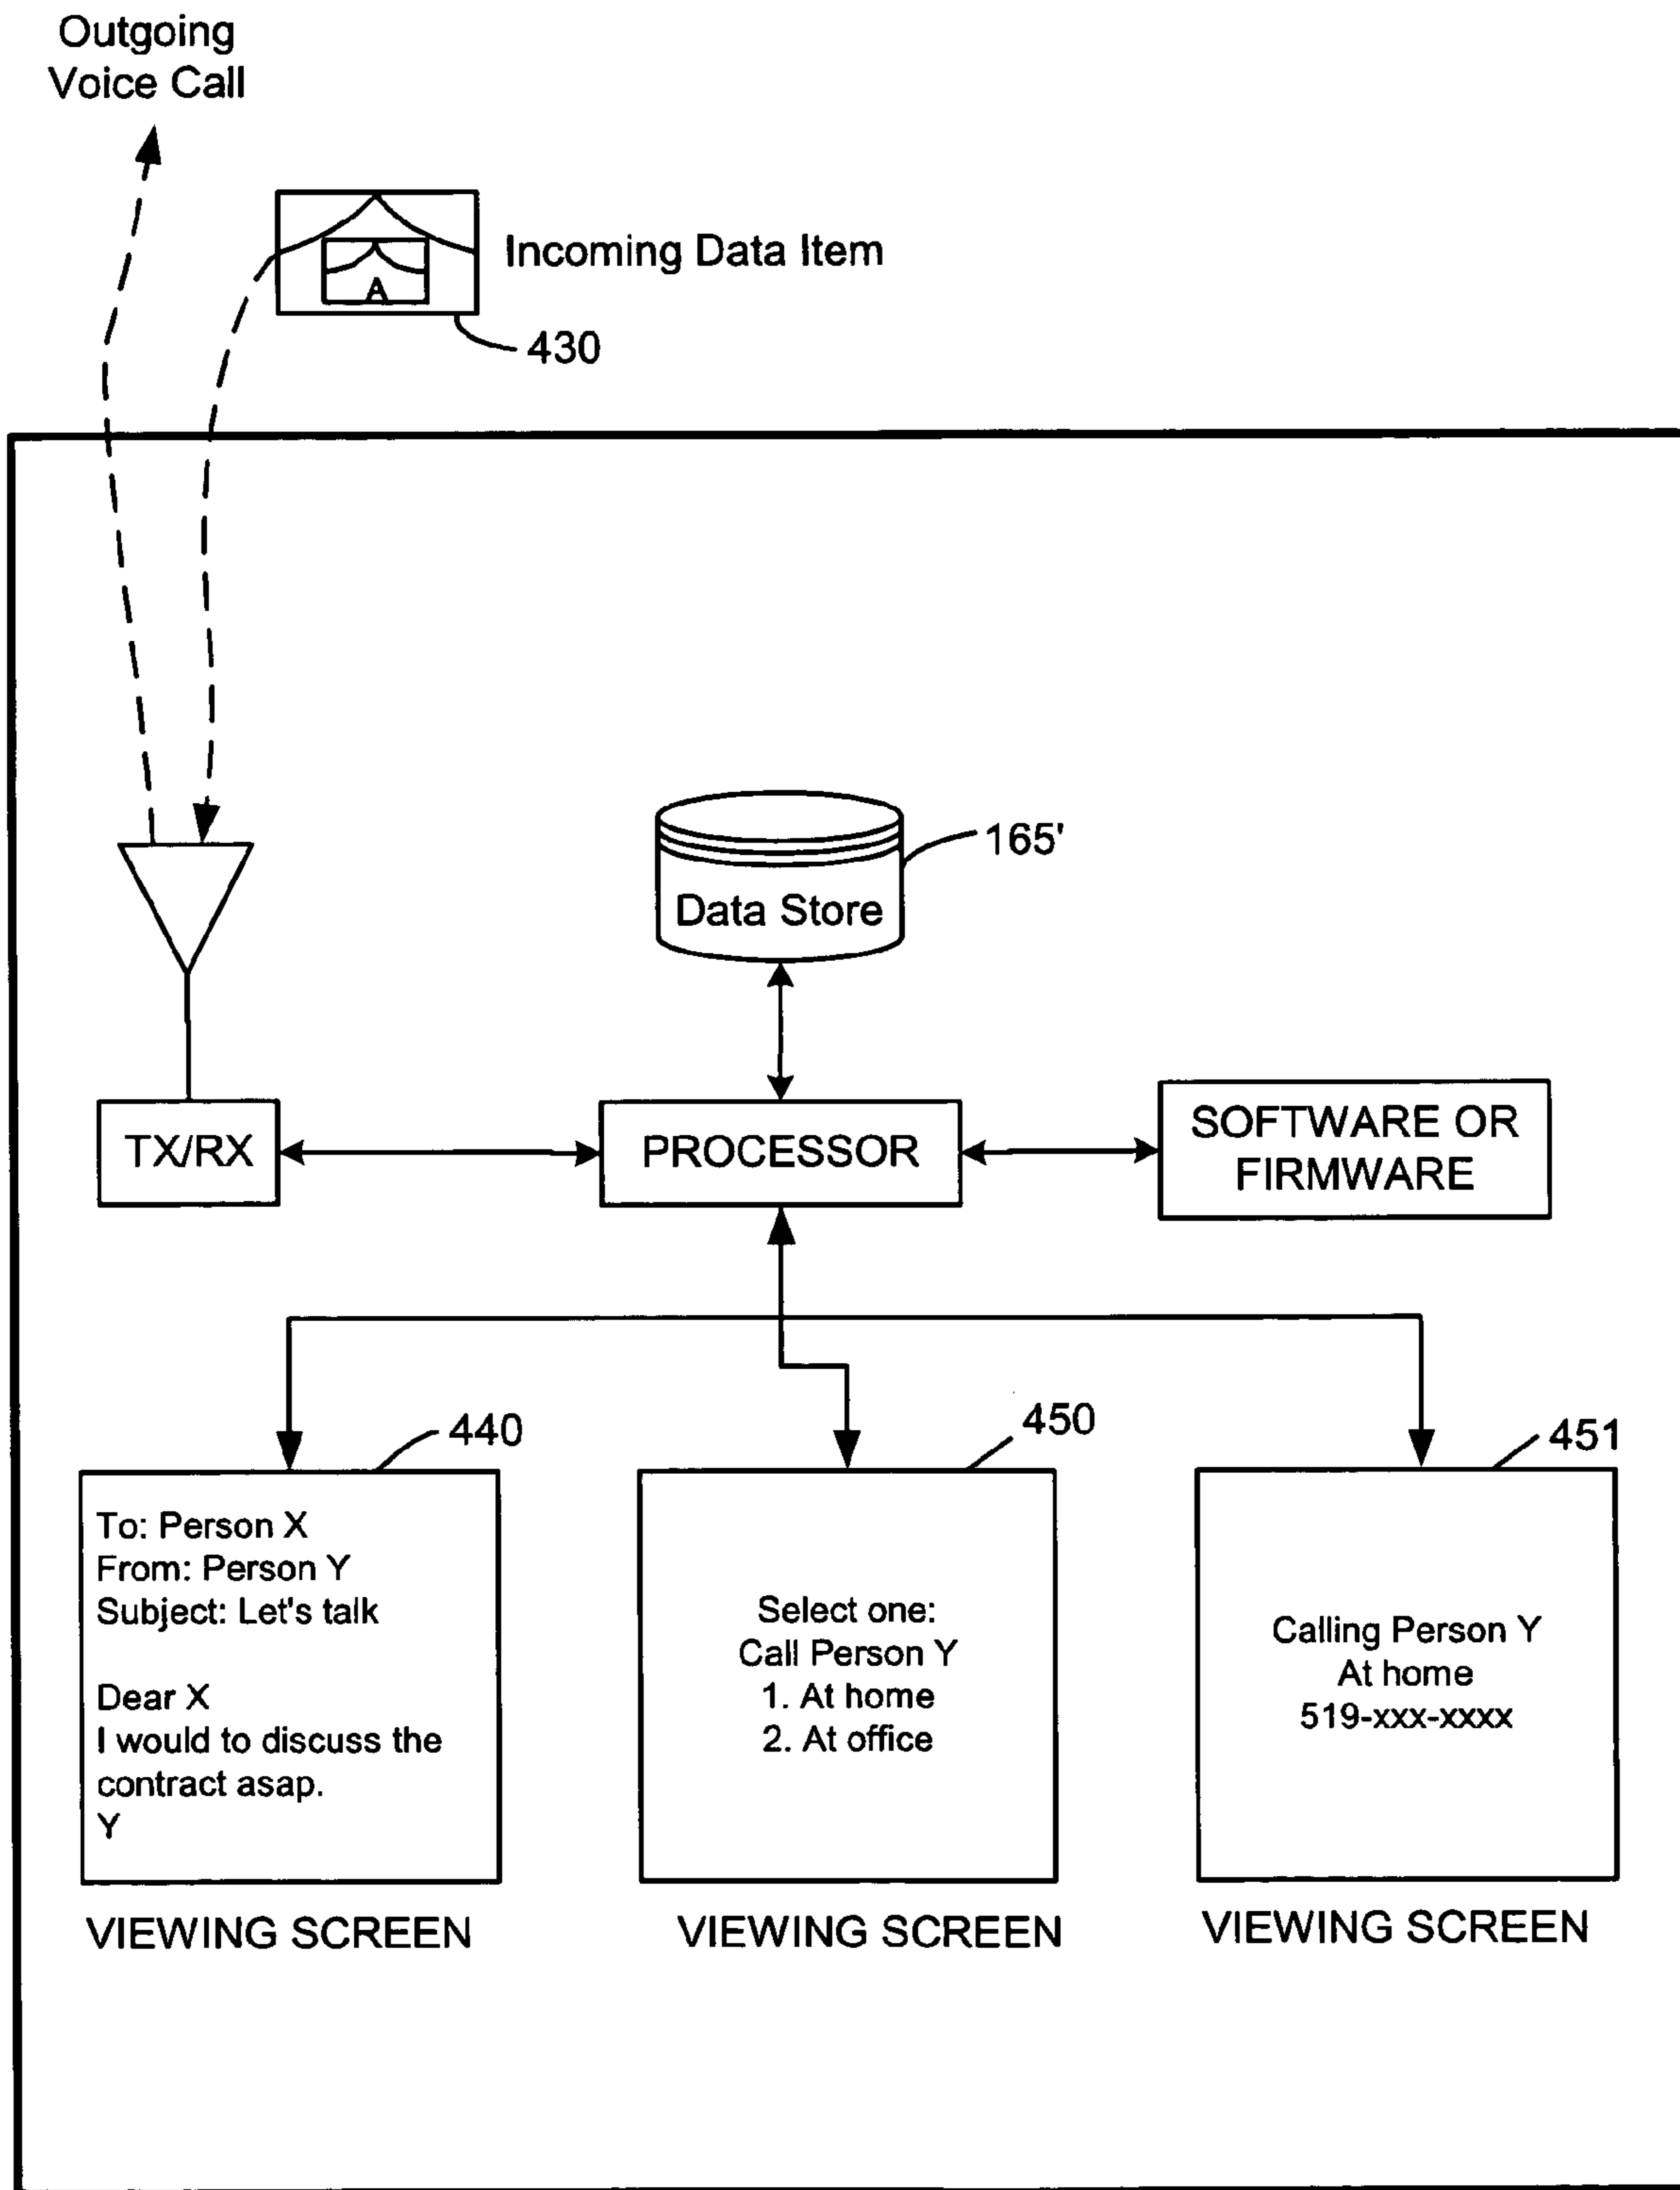 Outgoing
Voice Call
Incoming Data Item
A
430
165'
Data Store
TX/RX
PROCESSOR
SOFTWARE OR
FIRMWARE
440
450
451
To: Person X
From: Person Y
Subject: Let's talk
Dear X
I would to discuss the
contract asap.
Y
Select one:
Call Person Y
1. At home
2. At office
Calling Person Y
At home
519-xxx-xxxx
VIEWING SCREEN
VIEWING SCREEN
VIEWING SCREEN